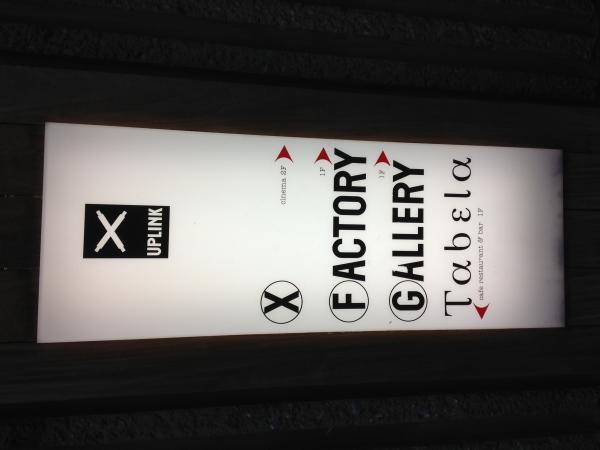 X
UPLINK
X
cinema 2F
FACTORY
1F
GALLERY
1F
Tabela
cafe restaurant & bar 1F